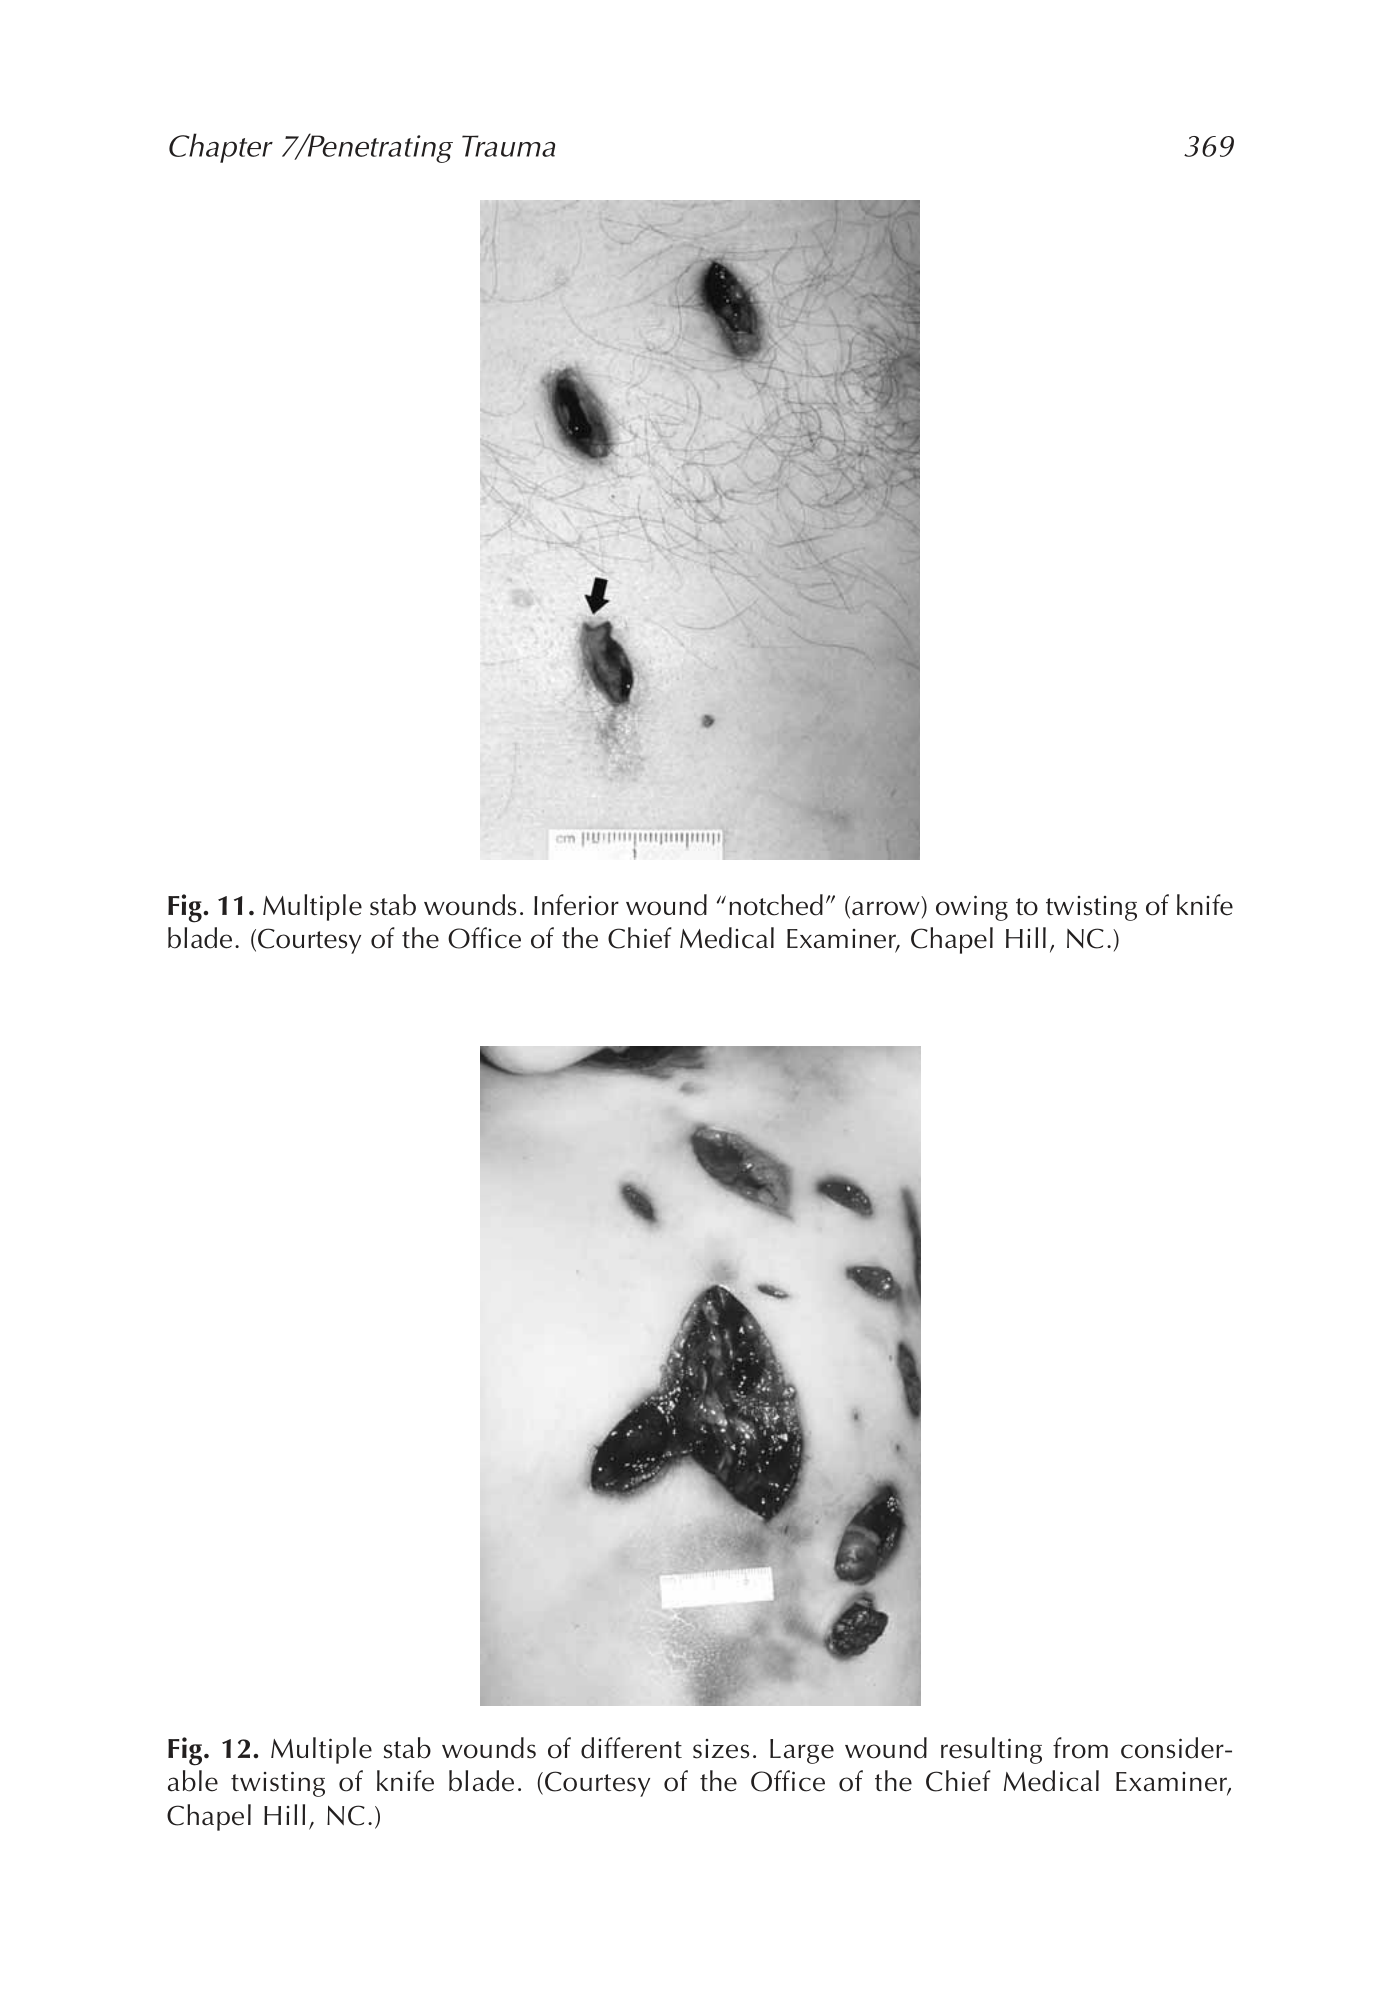 Chapter 7/Penetrating Trauma 369
cm
Fig. 11. Multiple stab wounds. Inferior wound “notched” (arrow) owing to twisting of knife
blade. (Courtesy of the Office of the Chief Medical Examiner, Chapel Hill, NC.)
Fig. 12. Multiple stab wounds of different sizes. Large wound resulting from consider-
able twisting of knife blade. (Courtesy of the Office of the Chief Medical Examiner,
Chapel Hill, NC.)